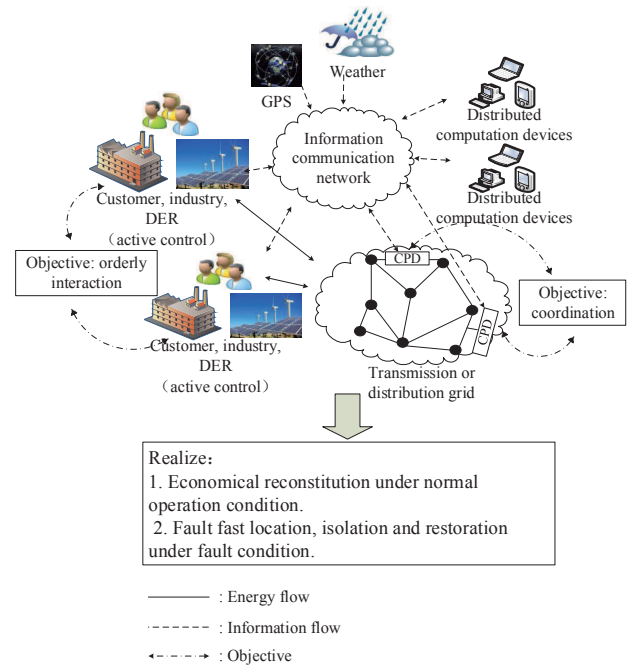 Weather
GPS
Information
communication
network
Distributed
computation devices
Distributed
computation devices
Customer, industry,
DER
（active control）
Objective: orderly
interaction
Customer, industry,
DER
（active control）
CPD
CPD
Objective:
coordination
Transmission or
distribution grid
Realize：
1. Economical reconstitution under normal
operation condition.
2. Fault fast location, isolation and restoration
under fault condition.
: Energy flow
: Information flow
: Objective